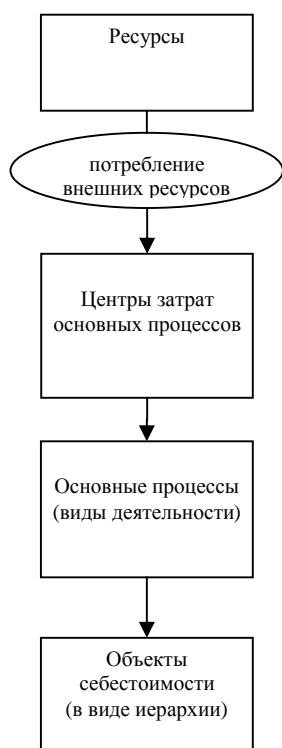 Ресурсы
потребление
внешних ресурсов
Центры затрат
основных процессов
Основные процессы
(виды деятельности)
Объекты
себестоимости
(в виде иерархии)